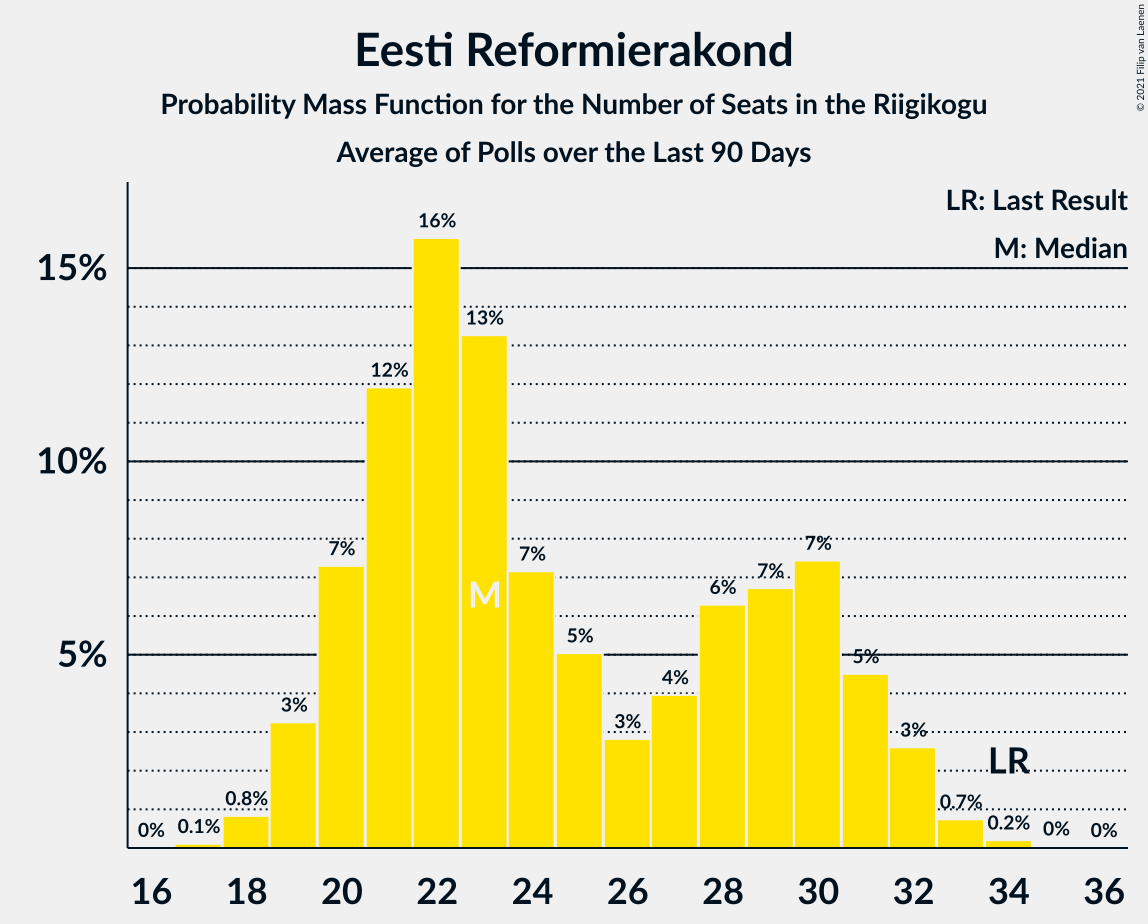 Eesti Reformierakond
Probability Mass Function for the Number of Seats in the Riigikogu
Average of Polls over the Last 90 Days
© 2021 Filip van Laenen
LR: Last Result
M: Median
15%
10%
5%
0%
0.1%
0.8%
3%
7%
12%
16%
13%
7%
5%
3%
4%
6%
7%
7%
5%
3%
0.7%
0.2%
0%
0%
M
LR
16 18 20 22 24 26 28 30 32 34 36